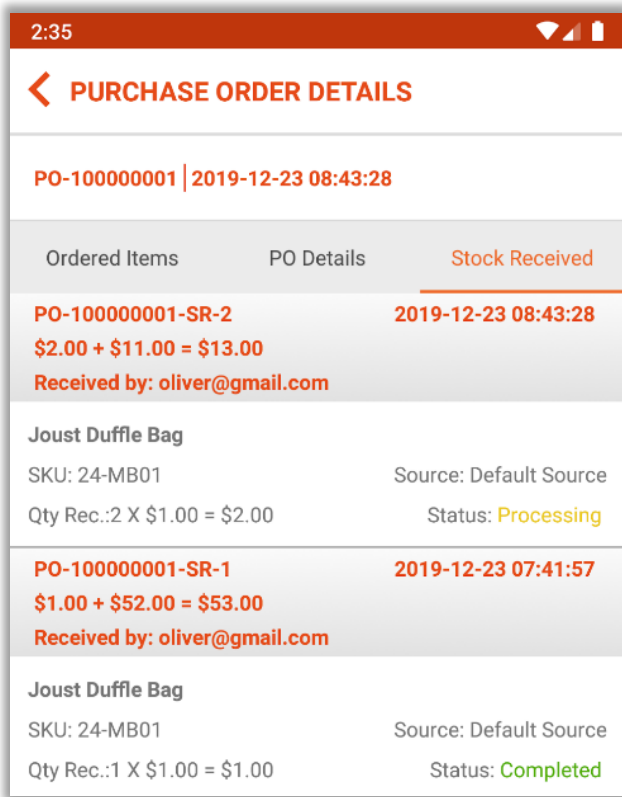 2:35
PURCHASE ORDER DETAILS
PO-100000001 | 2019-12-23 08:43:28
Ordered Items PO Details Stock Received
PO-100000001-SR-2 2019-12-23 08:43:28
$2.00 + $11.00 = $13.00
Received by: oliver@gmail.com
Joust Duffle Bag
SKU: 24-MB01 Source: Default Source
Qty Rec.:2 X $1.00 = $2.00 Status: Processing
PO-100000001-SR-1 2019-12-23 07:41:57
$1.00 + $52.00 = $53.00
Received by: oliver@gmail.com
Joust Duffle Bag
SKU: 24-MB01 Source: Default Source
Qty Rec.:1 X $1.00 = $1.00 Status: Completed